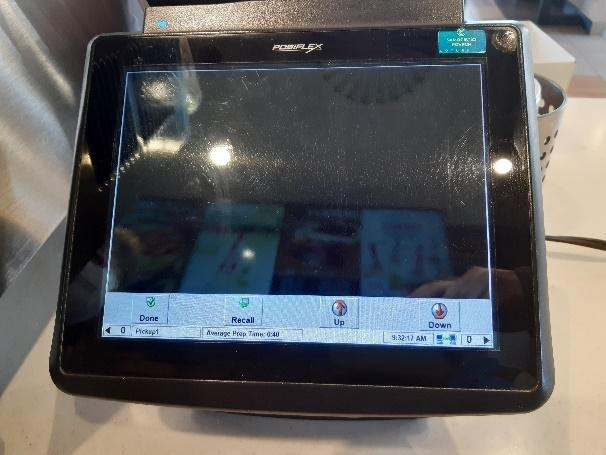 POSIFLEX
Done
Recall
Up
Down
0
Pickup1
Average Prep Time: 0:40
9:32:17 AM
0